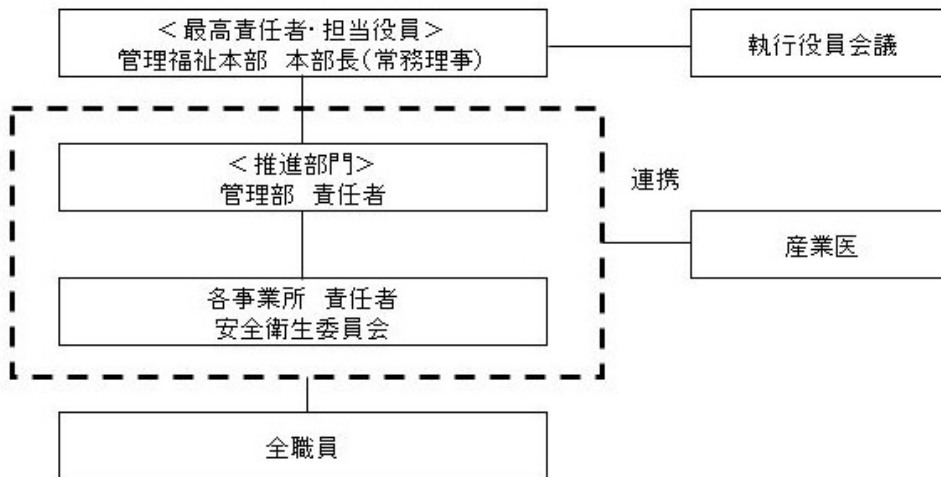 <最高責任者・担当役員>
管理福祉本部 本部長(常務理事)
執行役員会議
<推進部門>
管理部 責任者
連携
産業医
各事業所 責任者
安全衛生委員会
全職員